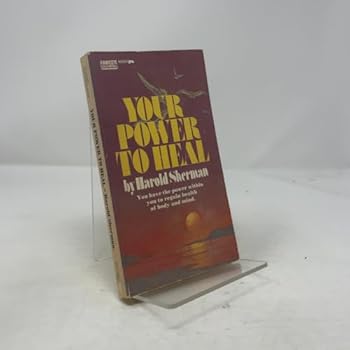 FAWCETT
YOUR
POWER
TO HEAL
by Harold Sherman
You have the power within
you to regain health
of body and mind.
YOUR POWER TO HEAL Harold Sherman